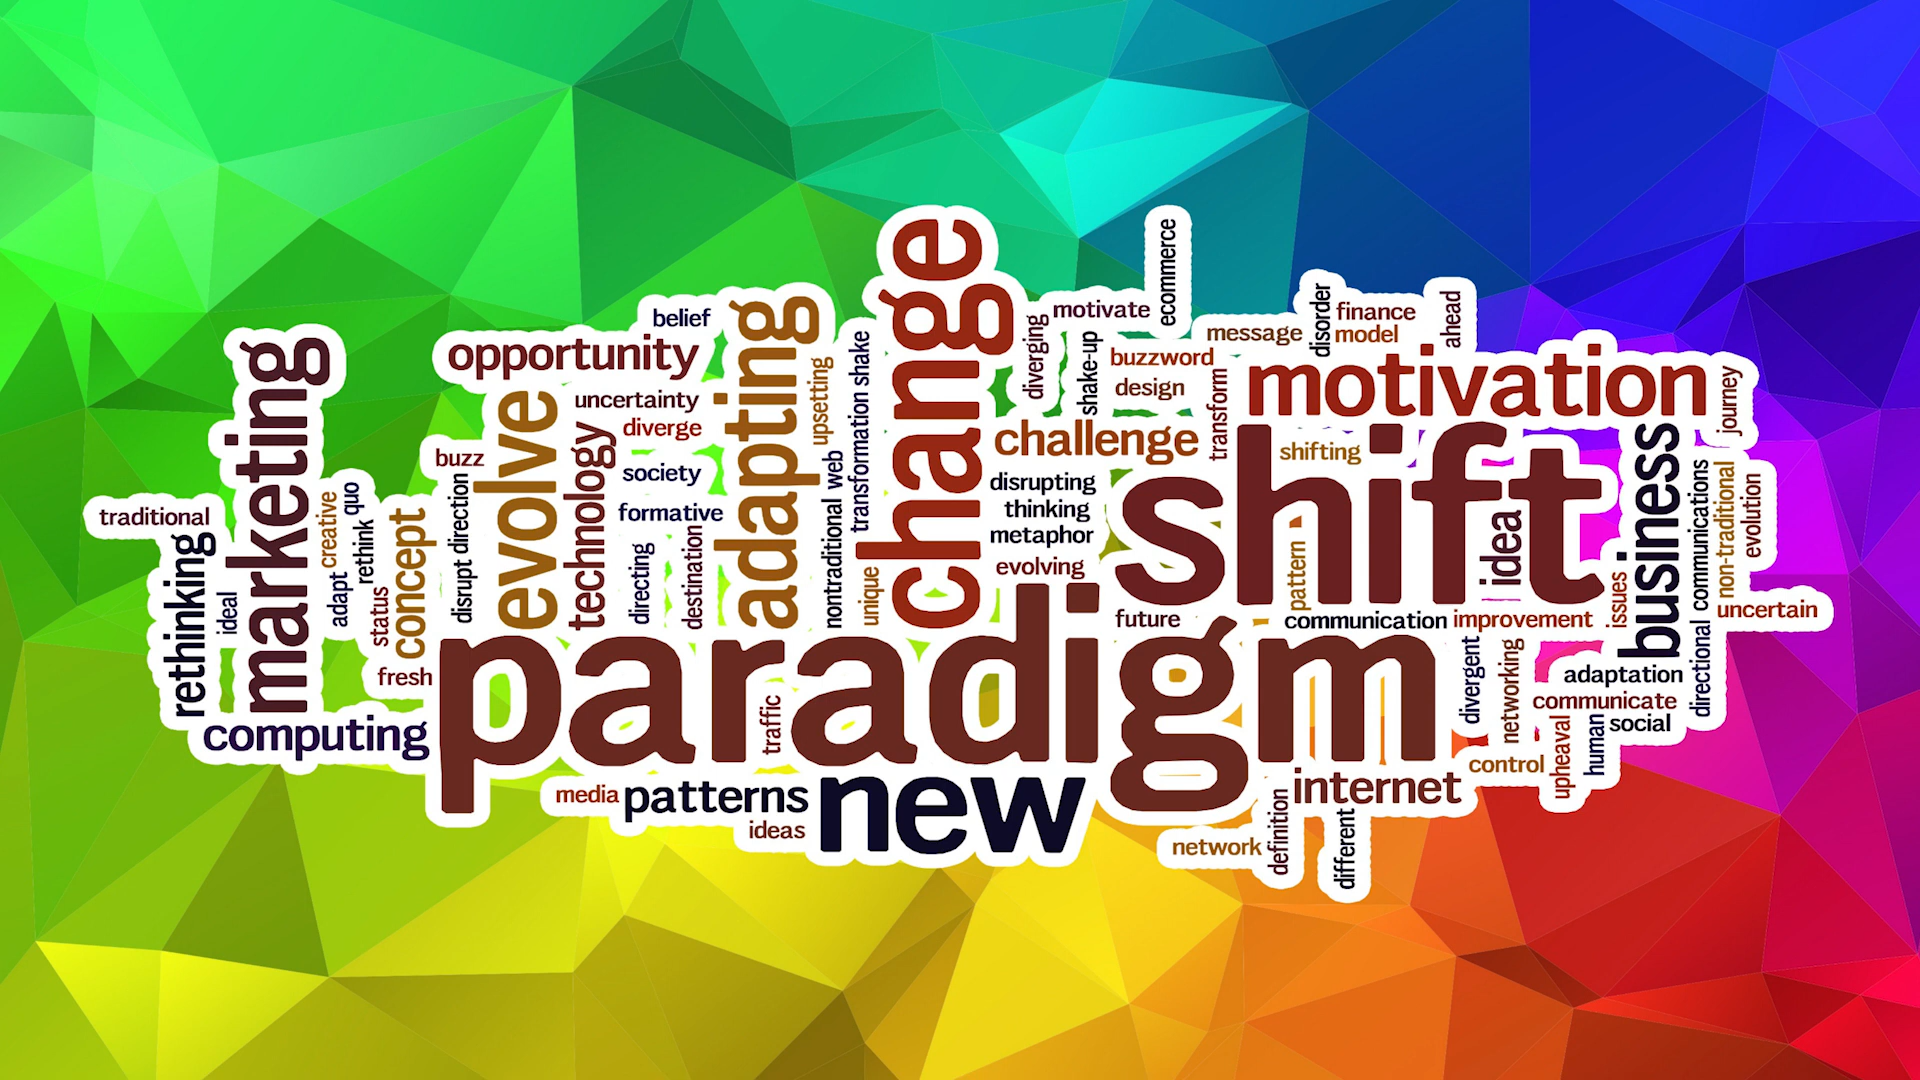 traditional
rethinking
ideal
marketing
creative
quo
adapt
rethink
status
concept
fresh
computing
buzz
disrupt direction
opportunity
evolve
belief
uncertainty
diverge
technology
society
formative
directing
destination
adapting
upsetting
nontraditional web
transformation shake
unique
change
motivate
ecommerce
diverging
shake-up
buzzword
design
message
disorder
finance
model
ahead
transform
motivation
journey
challenge
shifting
disrupting
thinking
metaphor
evolving
shift
pattern
idea
business
directional communications
non-traditional
evolution
uncertain
issues
future
communication
improvement
paradigm
traffic
divergent
networking
adaptation
communicate
social
human
upheaval
control
internet
media
patterns
ideas
new
network
definition
different